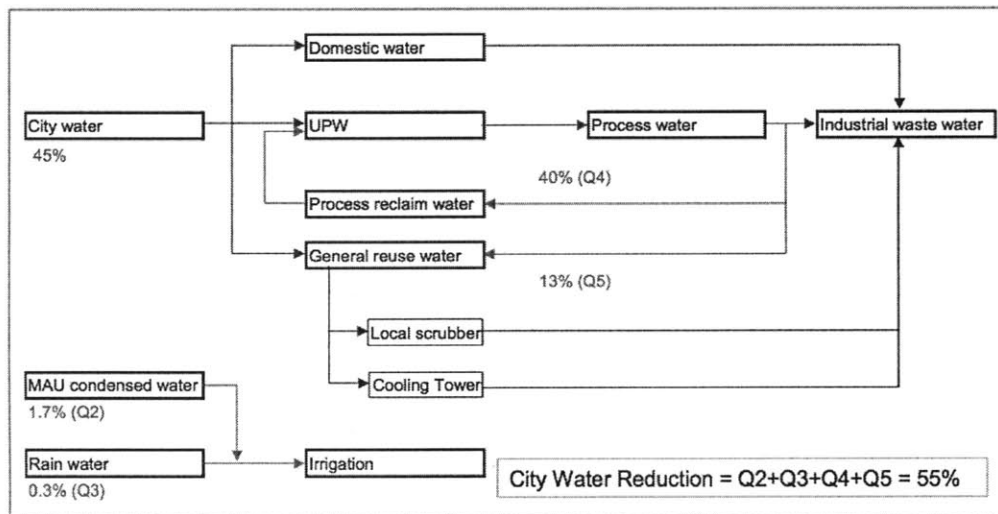 Domestic water
City water
UPW
Process water
Industrial waste water
45%
40% (Q4)
Process reclaim water
General reuse water
13% (Q5)
Local scrubber
MAU condensed water
Cooling Tower
1.7% (Q2)
Rain water
Irrigation
City Water Reduction = Q2+Q3+Q4+Q5 = 55%
0.3% (Q3)